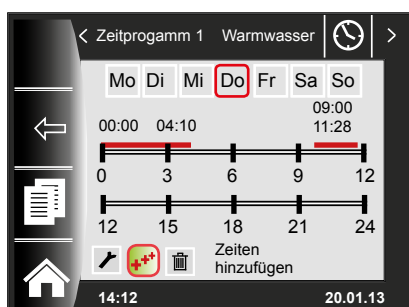 Zeitprogamm 1 Warmwasser
Mo Di Mi Do Fr Sa So
09:00
00:00 04:10 11:28
0 3 6 9 12
12 15 18 21 24
Zeiten
hinzufügen
14:12 20.01.13